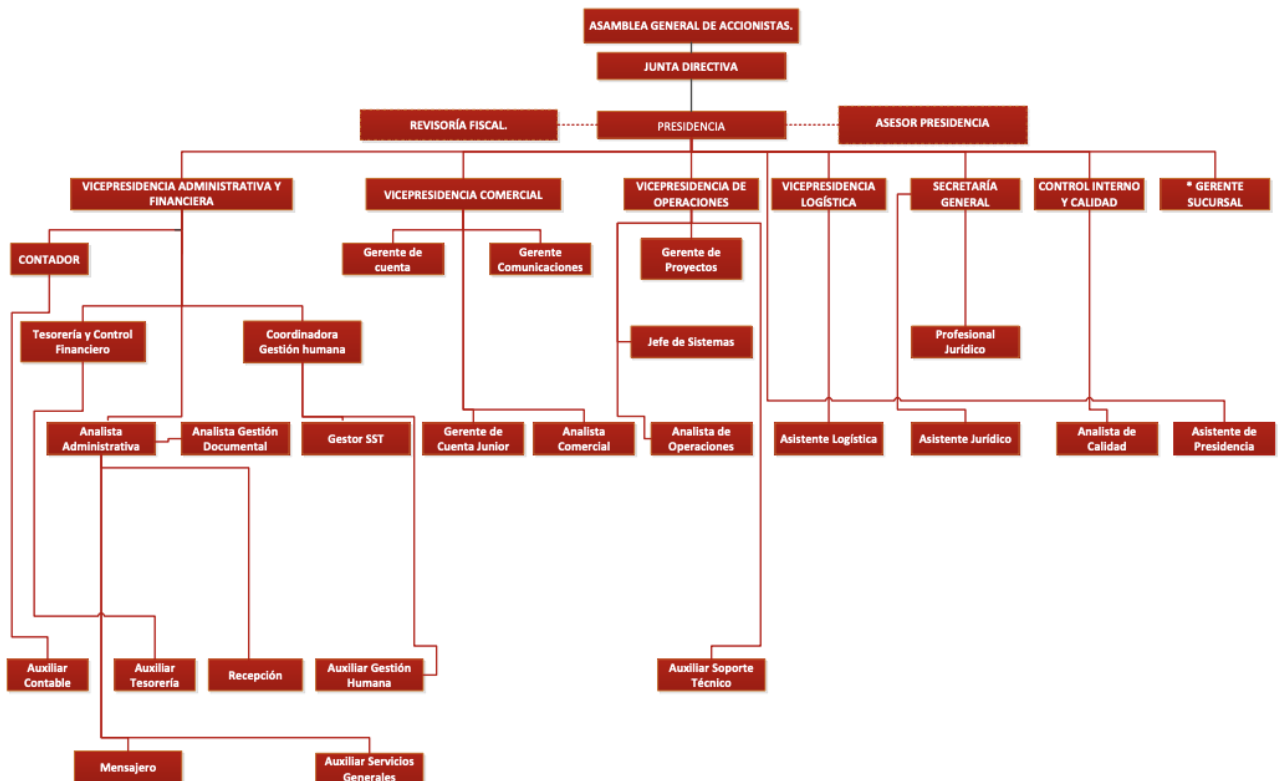 ASAMBLEA GENERAL DE ACCIONISTAS.
JUNTA DIRECTIVA
REVISORÍA FISCAL.
PRESIDENCIA
ASESOR PRESIDENCIA
VICEPRESIDENCIA ADMINISTRATIVA Y
FINANCIERA
VICEPRESIDENCIA COMERCIAL
VICEPRESIDENCIA DE
OPERACIONES
VICEPRESIDENCIA
LOGÍSTICA
SECRETARÍA
GENERAL
CONTROL INTERNO
Y CALIDAD
* GERENTE
SUCURSAL
CONTADOR
Gerente de
cuenta
Gerente
Comunicaciones
Gerente de
Proyectos
Tesorería y Control
Financiero
Coordinadora
Gestión humana
Jefe de Sistemas
Profesional
Jurídico
Analista
Administrativa
Analista Gestión
Documental
Gestor SST
Gerente de
Cuenta Junior
Analista
Comercial
Analista de
Operaciones
Asistente Logística
Asistente Jurídico
Analista de
Calidad
Asistente de
Presidencia
Auxiliar
Contable
Auxiliar
Tesorería
Recepción
Auxiliar Gestión
Humana
Auxiliar Soporte
Técnico
Mensajero
Auxiliar Servicios
Generales